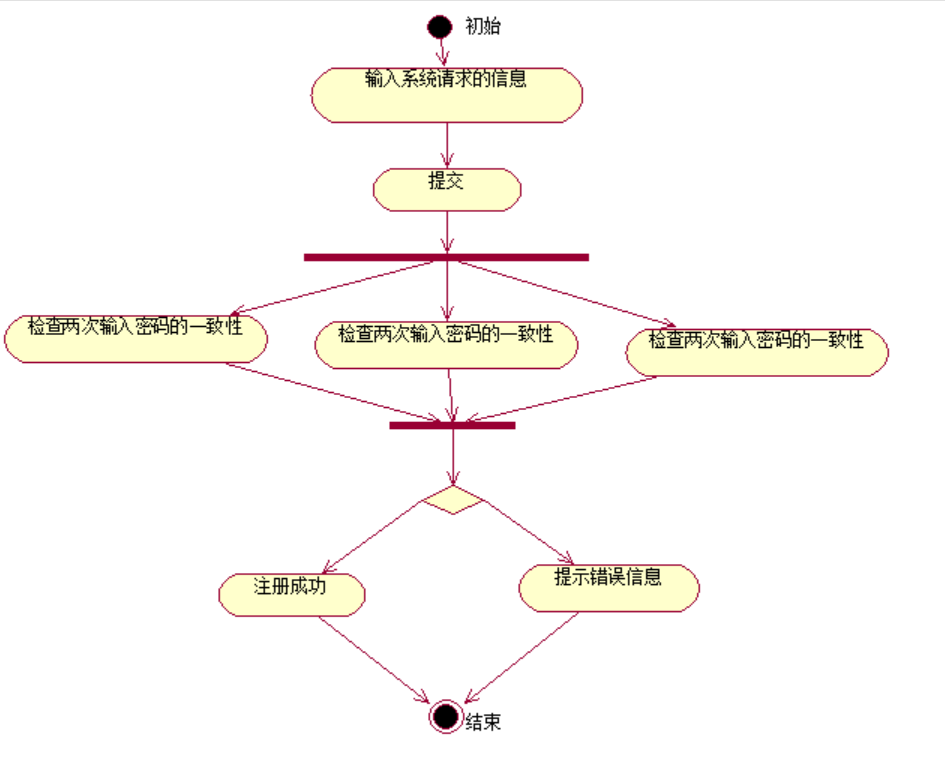 初始
输入系统请求的信息
提交
检查两次输入密码的一致性
检查两次输入密码的一致性
检查两次输入密码的一致性
注册成功
提示错误信息
结束